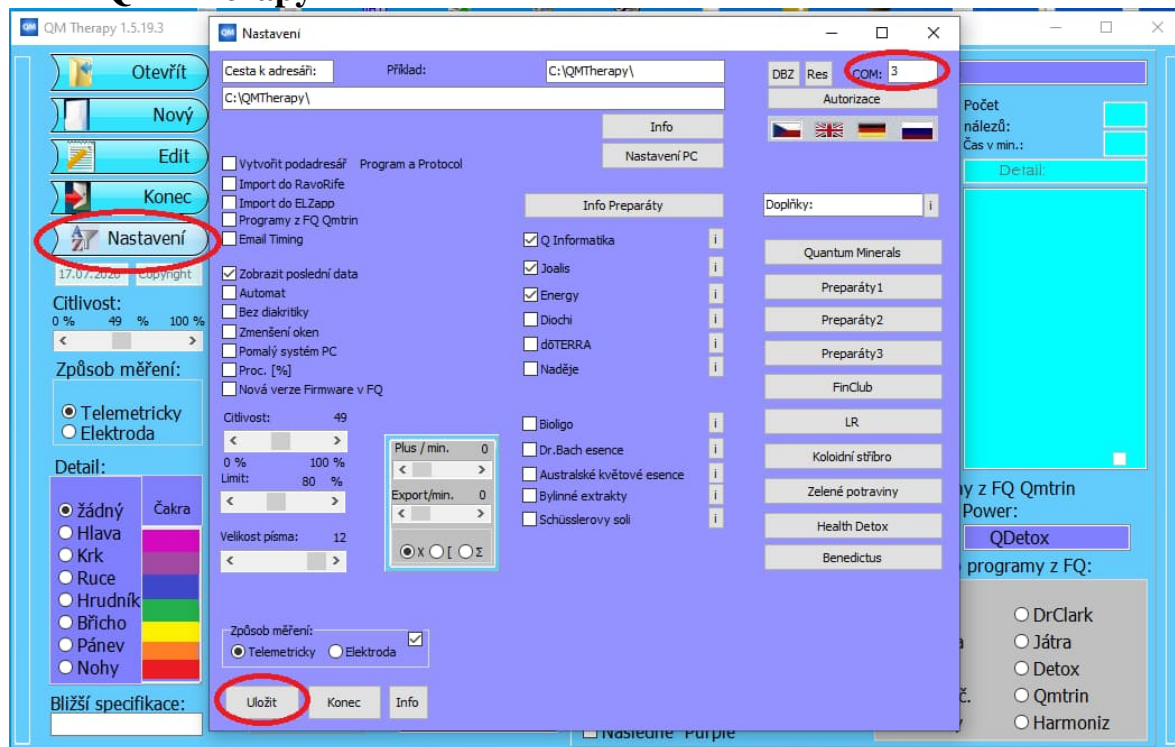 QM Therapy 1.5.19.3
Otevřít
Nový
Edit
Konec
Nastavení
17.07.2020 Copyright
Citlivost:
0 % 49 % 100 %
Způsob měření:
Telemetricky
Elektroda
Detail:
žádný Čakra
Hlava
Krk
Ruce
Hrudník
Břicho
Pánev
Nohy
Bližší specifikace:
Nastavení
Cesta k adresáři: Příklad: C:\QMTherapy\
C:\QMTherapy\
DBZ Res COM: 3
Autorizace
Info
Nastavení PC
Vytvořit podadresář Program a Protocol
Import do RavoRife
Import do ELZapp
Programy z FQ Qmtrin
Email Timing
Zobrazit poslední data
Automat
Bez diakritiky
Zmenšení oken
Pomalý systém PC
Proc. [%]
Nová verze Firmware v FQ
Citlivost: 49
0 % 100 %
Limit: 80 %
Velikost písma: 12
Plus / min. 0
Export/min. 0
X [ Σ
Způsob měření:
Telemetricky Elektroda
Uložit Konec Info
Info Preparáty
Q Informatika i
Joalis i
Energy i
Diochi i
dōTERRA i
Naděje i
Bioligo i
Dr.Bach esence i
Australské květové esence i
Bylinné extrakty i
Schüsslerovy soli i
Doplňky: i
Quantum Minerals
Preparáty1
Preparáty2
Preparáty3
FinClub
LR
Koloidní stříbro
Zelené potraviny
Health Detox
Benedictus
Počet
nálezů:
Čas v min.:
Detail:
z FQ Qmtrin
Power:
QDetox
programy z FQ:
DrClark
Játra
Detox
Qmtrin
Harmoniz
Následně Purple